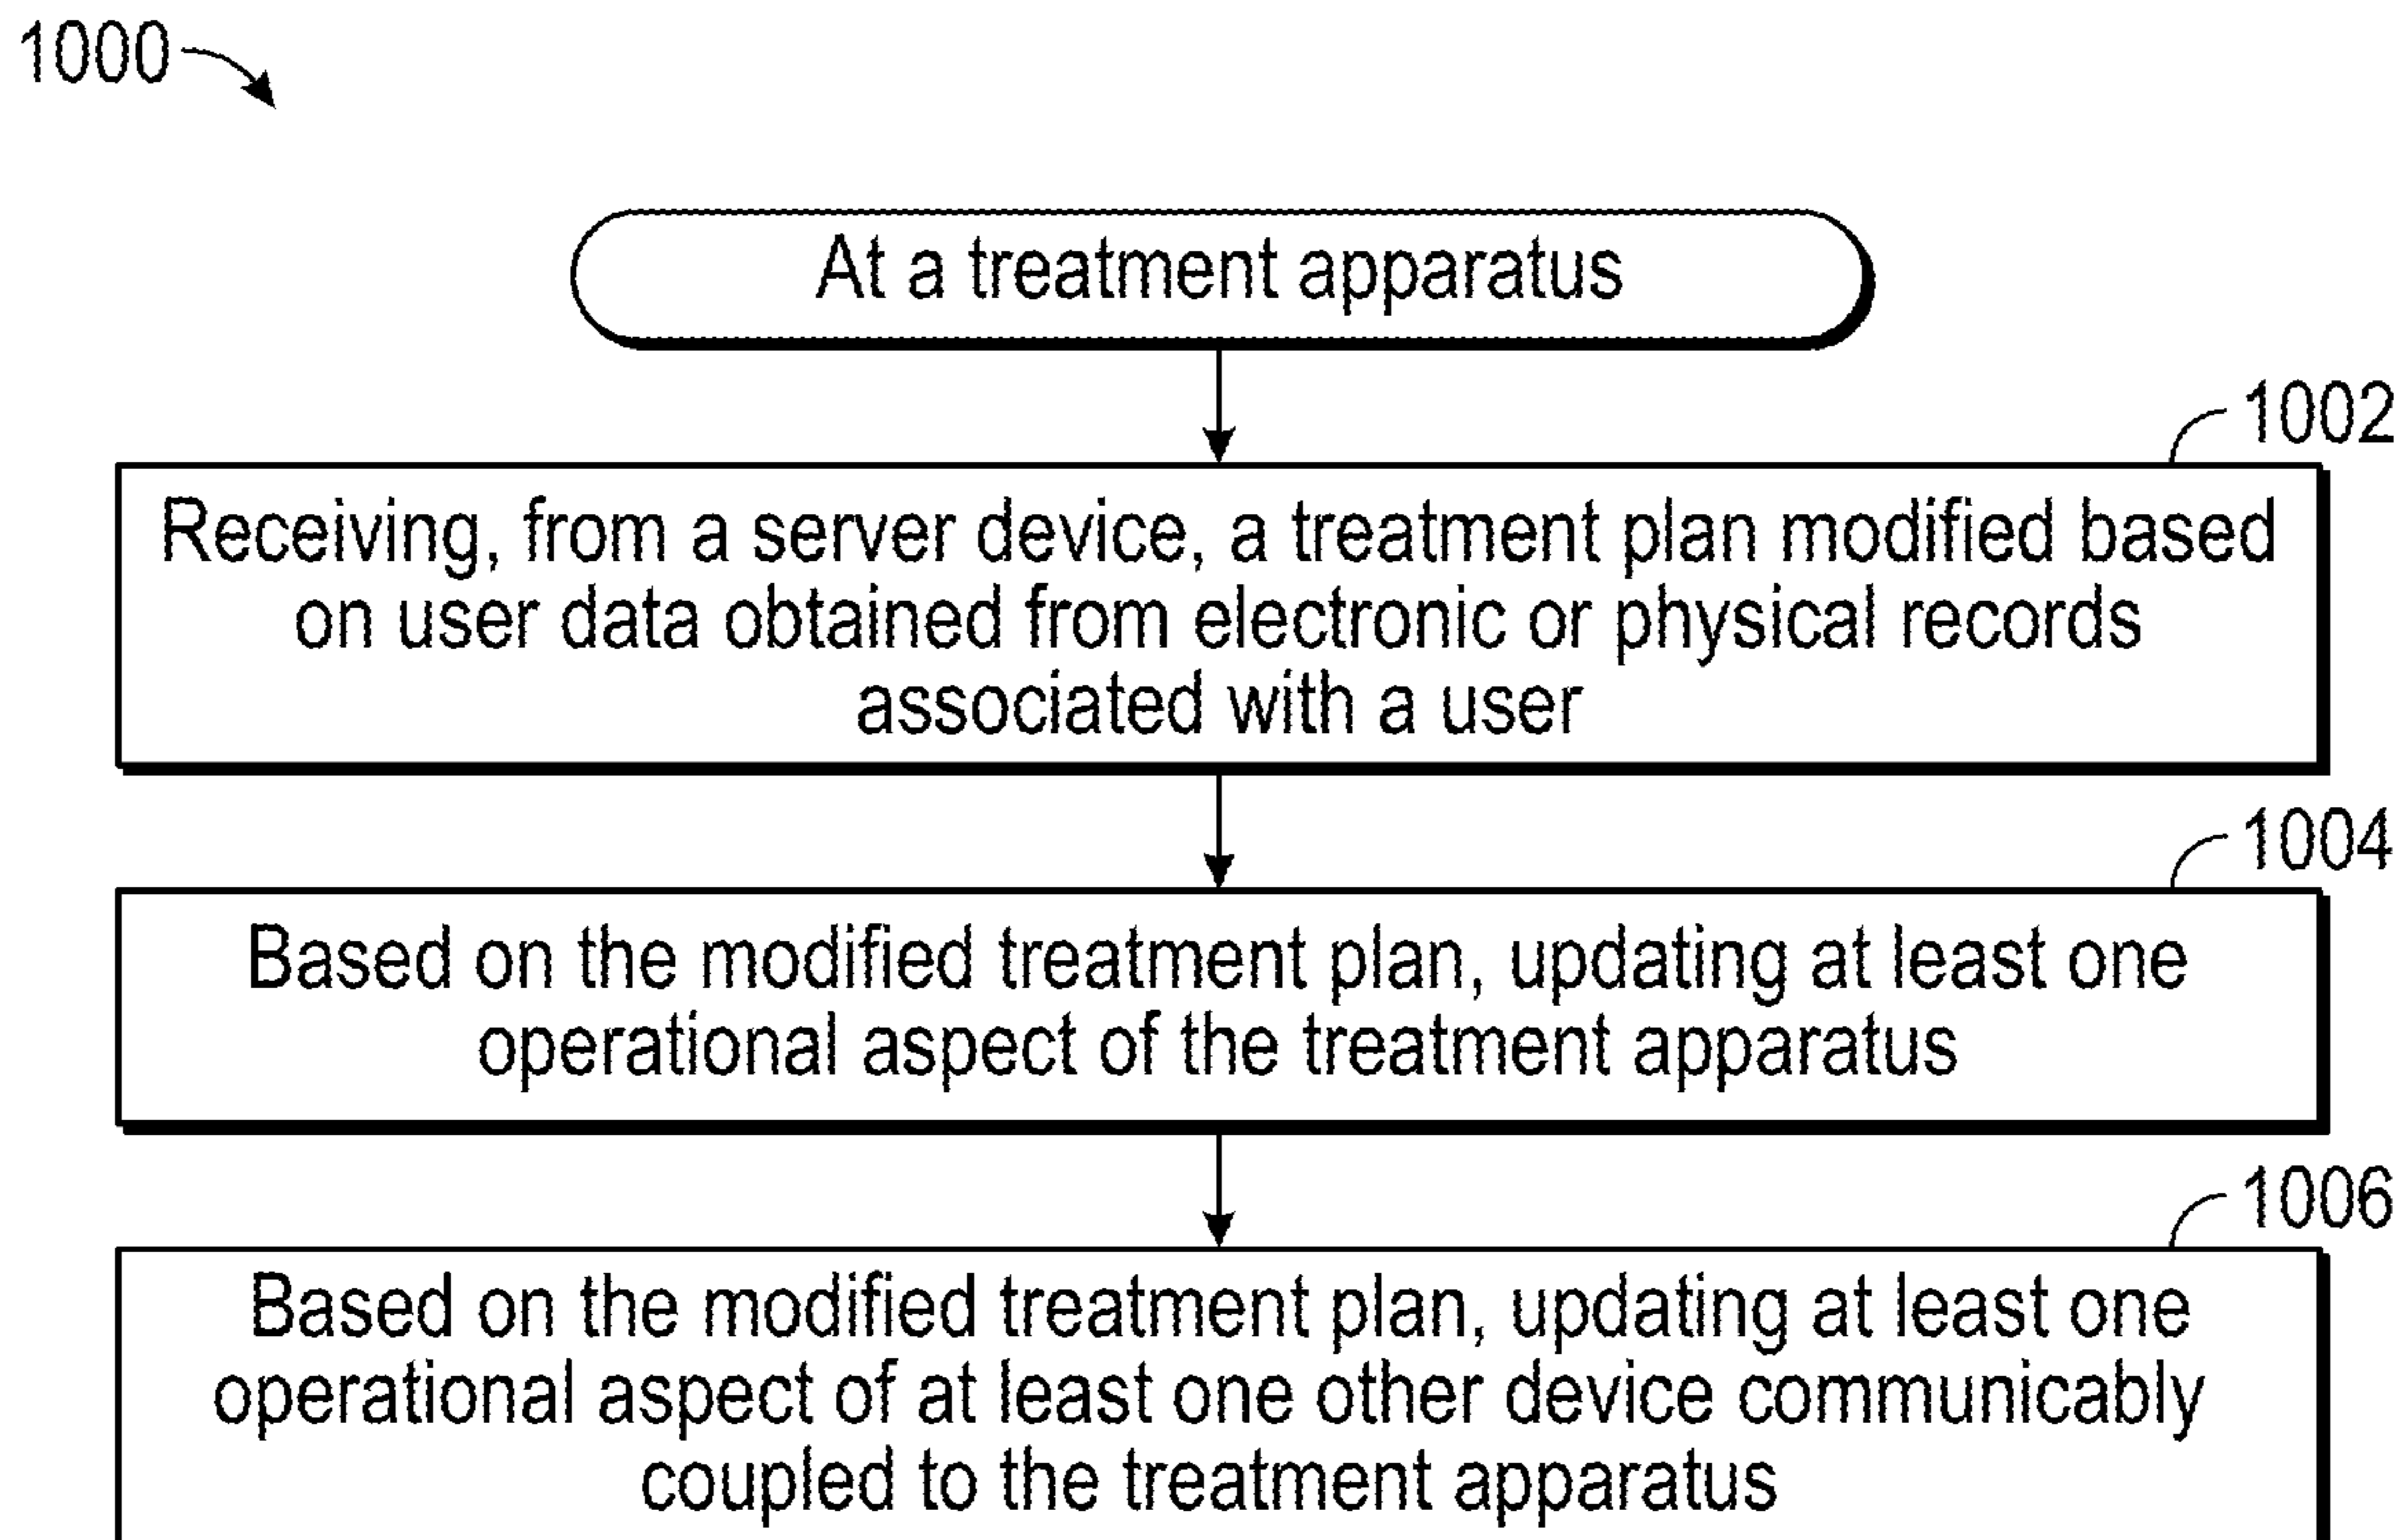 1000
At a treatment apparatus
1002
Receiving, from a server device, a treatment plan modified based
on user data obtained from electronic or physical records
associated with a user
1004
Based on the modified treatment plan, updating at least one
operational aspect of the treatment apparatus
1006
Based on the modified treatment plan, updating at least one
operational aspect of at least one other device communicably
coupled to the treatment apparatus